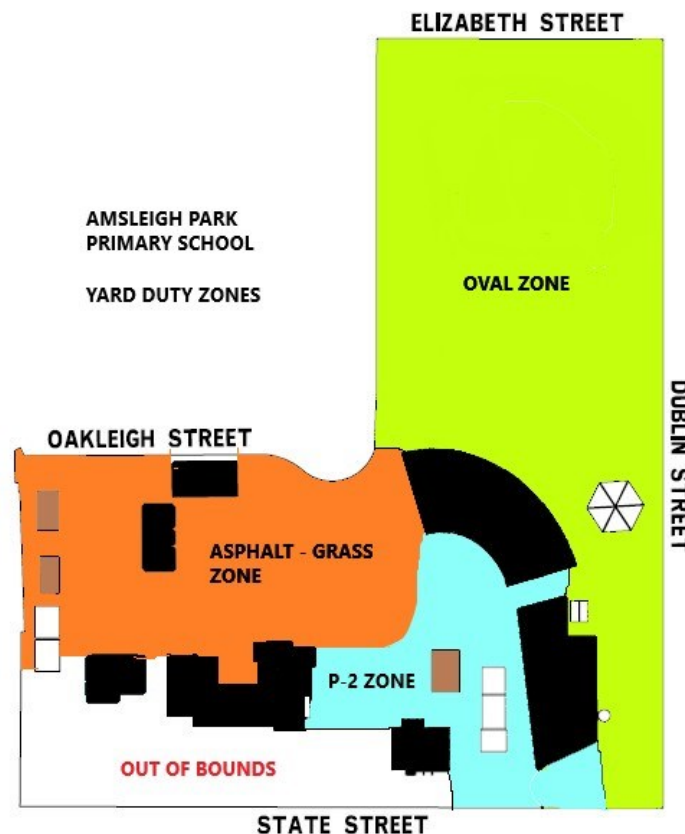 ELIZABETH STREET
AMSLEIGH PARK
PRIMARY SCHOOL
YARD DUTY ZONES
OVAL ZONE
DUBLIN STREET
OAKLEIGH STREET
ASPHALT - GRASS
ZONE
P-2 ZONE
OUT OF BOUNDS
STATE STREET